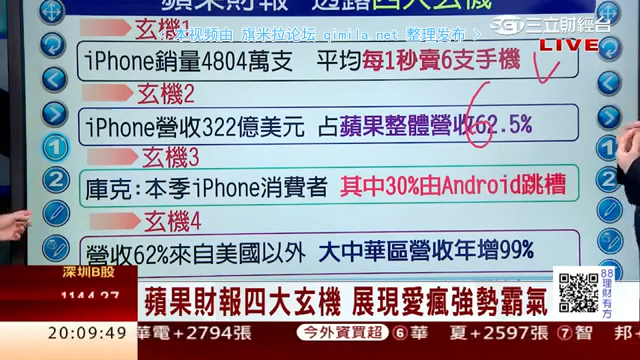 蘋果財報 透露四大玄機
< 本视频由 旗米拉论坛 qimila.net 整理发布 >
三立財經台
LIVE
玄機1
iPhone銷量4804萬支 平均每1秒賣6支手機
玄機2
iPhone營收322億美元 占蘋果整體營收62.5%
玄機3
庫克:本季iPhone消費者 其中30%由Android跳槽
玄機4
營收62%來自美國以外 大中華區營收年增99%
1
2
1
2
深圳B股
蘋果財報四大玄機 展現愛瘋強勢霸氣
88理財有方
20:09:49
華電+2794張 今外資買超 ⑥華 夏+2597張 ⑦智 邦+